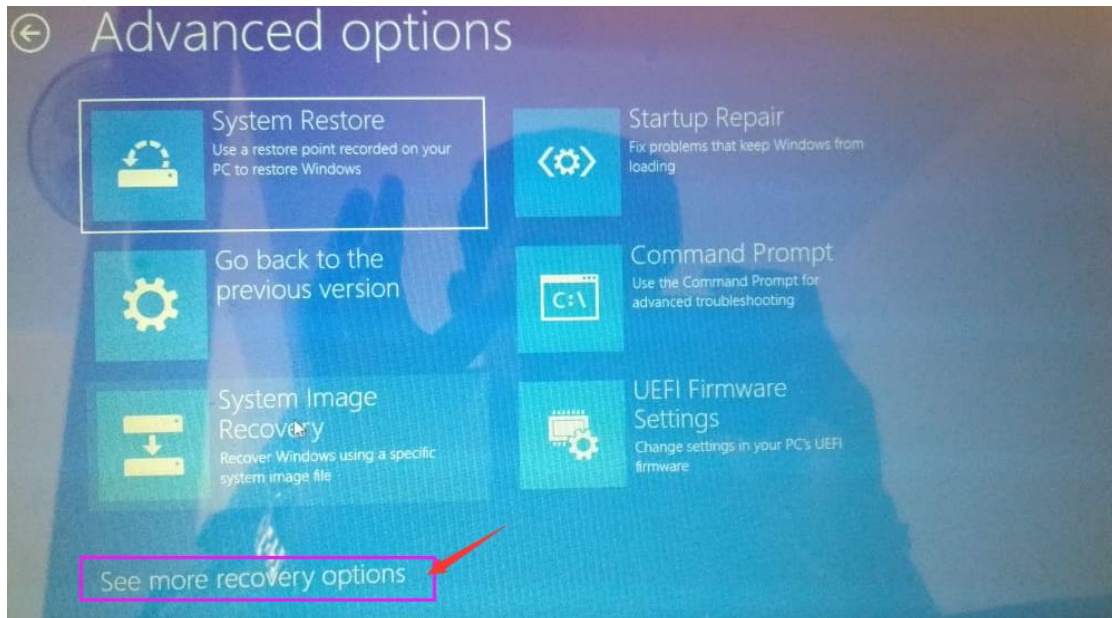 Advanced options
System Restore
Use a restore point recorded on your
PC to restore Windows
Go back to the
previous version
System Image
Recovery
Recover Windows using a specific
system image file
Startup Repair
Fix problems that keep Windows from
loading
Command Prompt
Use the Command Prompt for
advanced troubleshooting
C:\
UEFI Firmware
Settings
Change settings in your PC's UEFI
firmware
See more recovery options